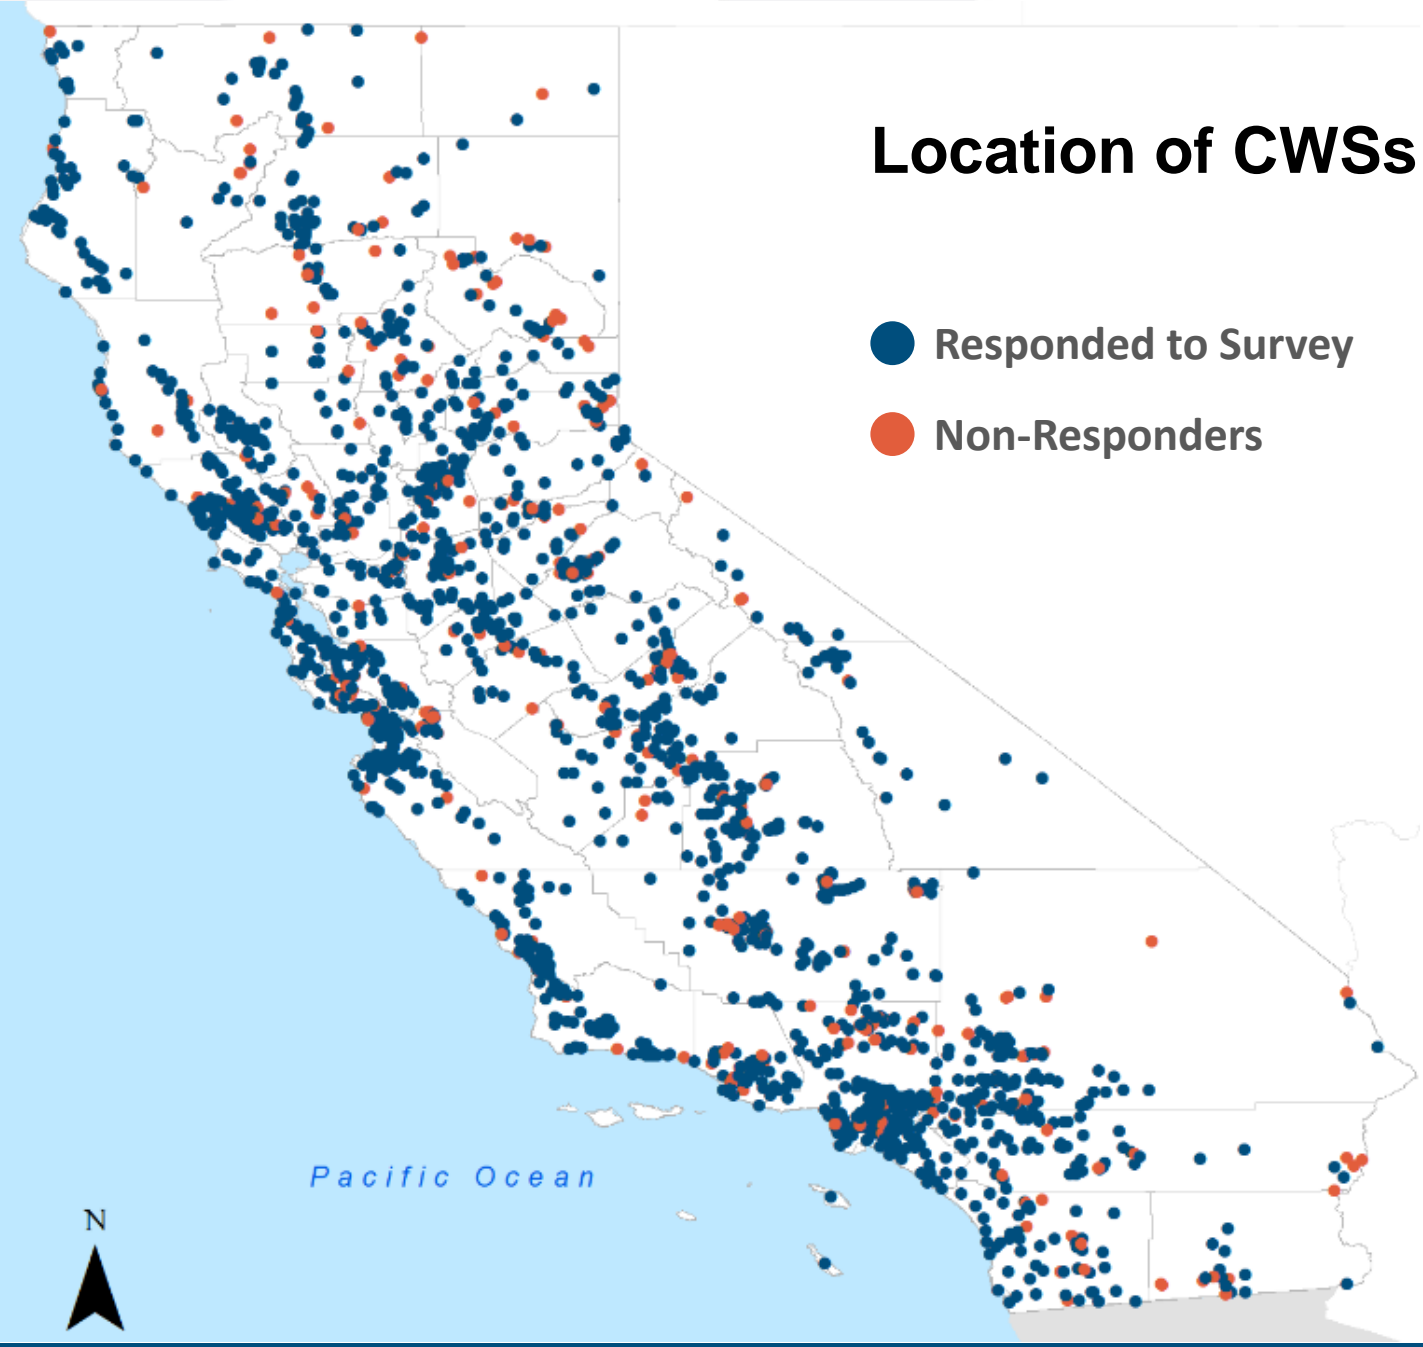 Location of CWSs
Responded to Survey
Non-Responders
Pacific Ocean
N